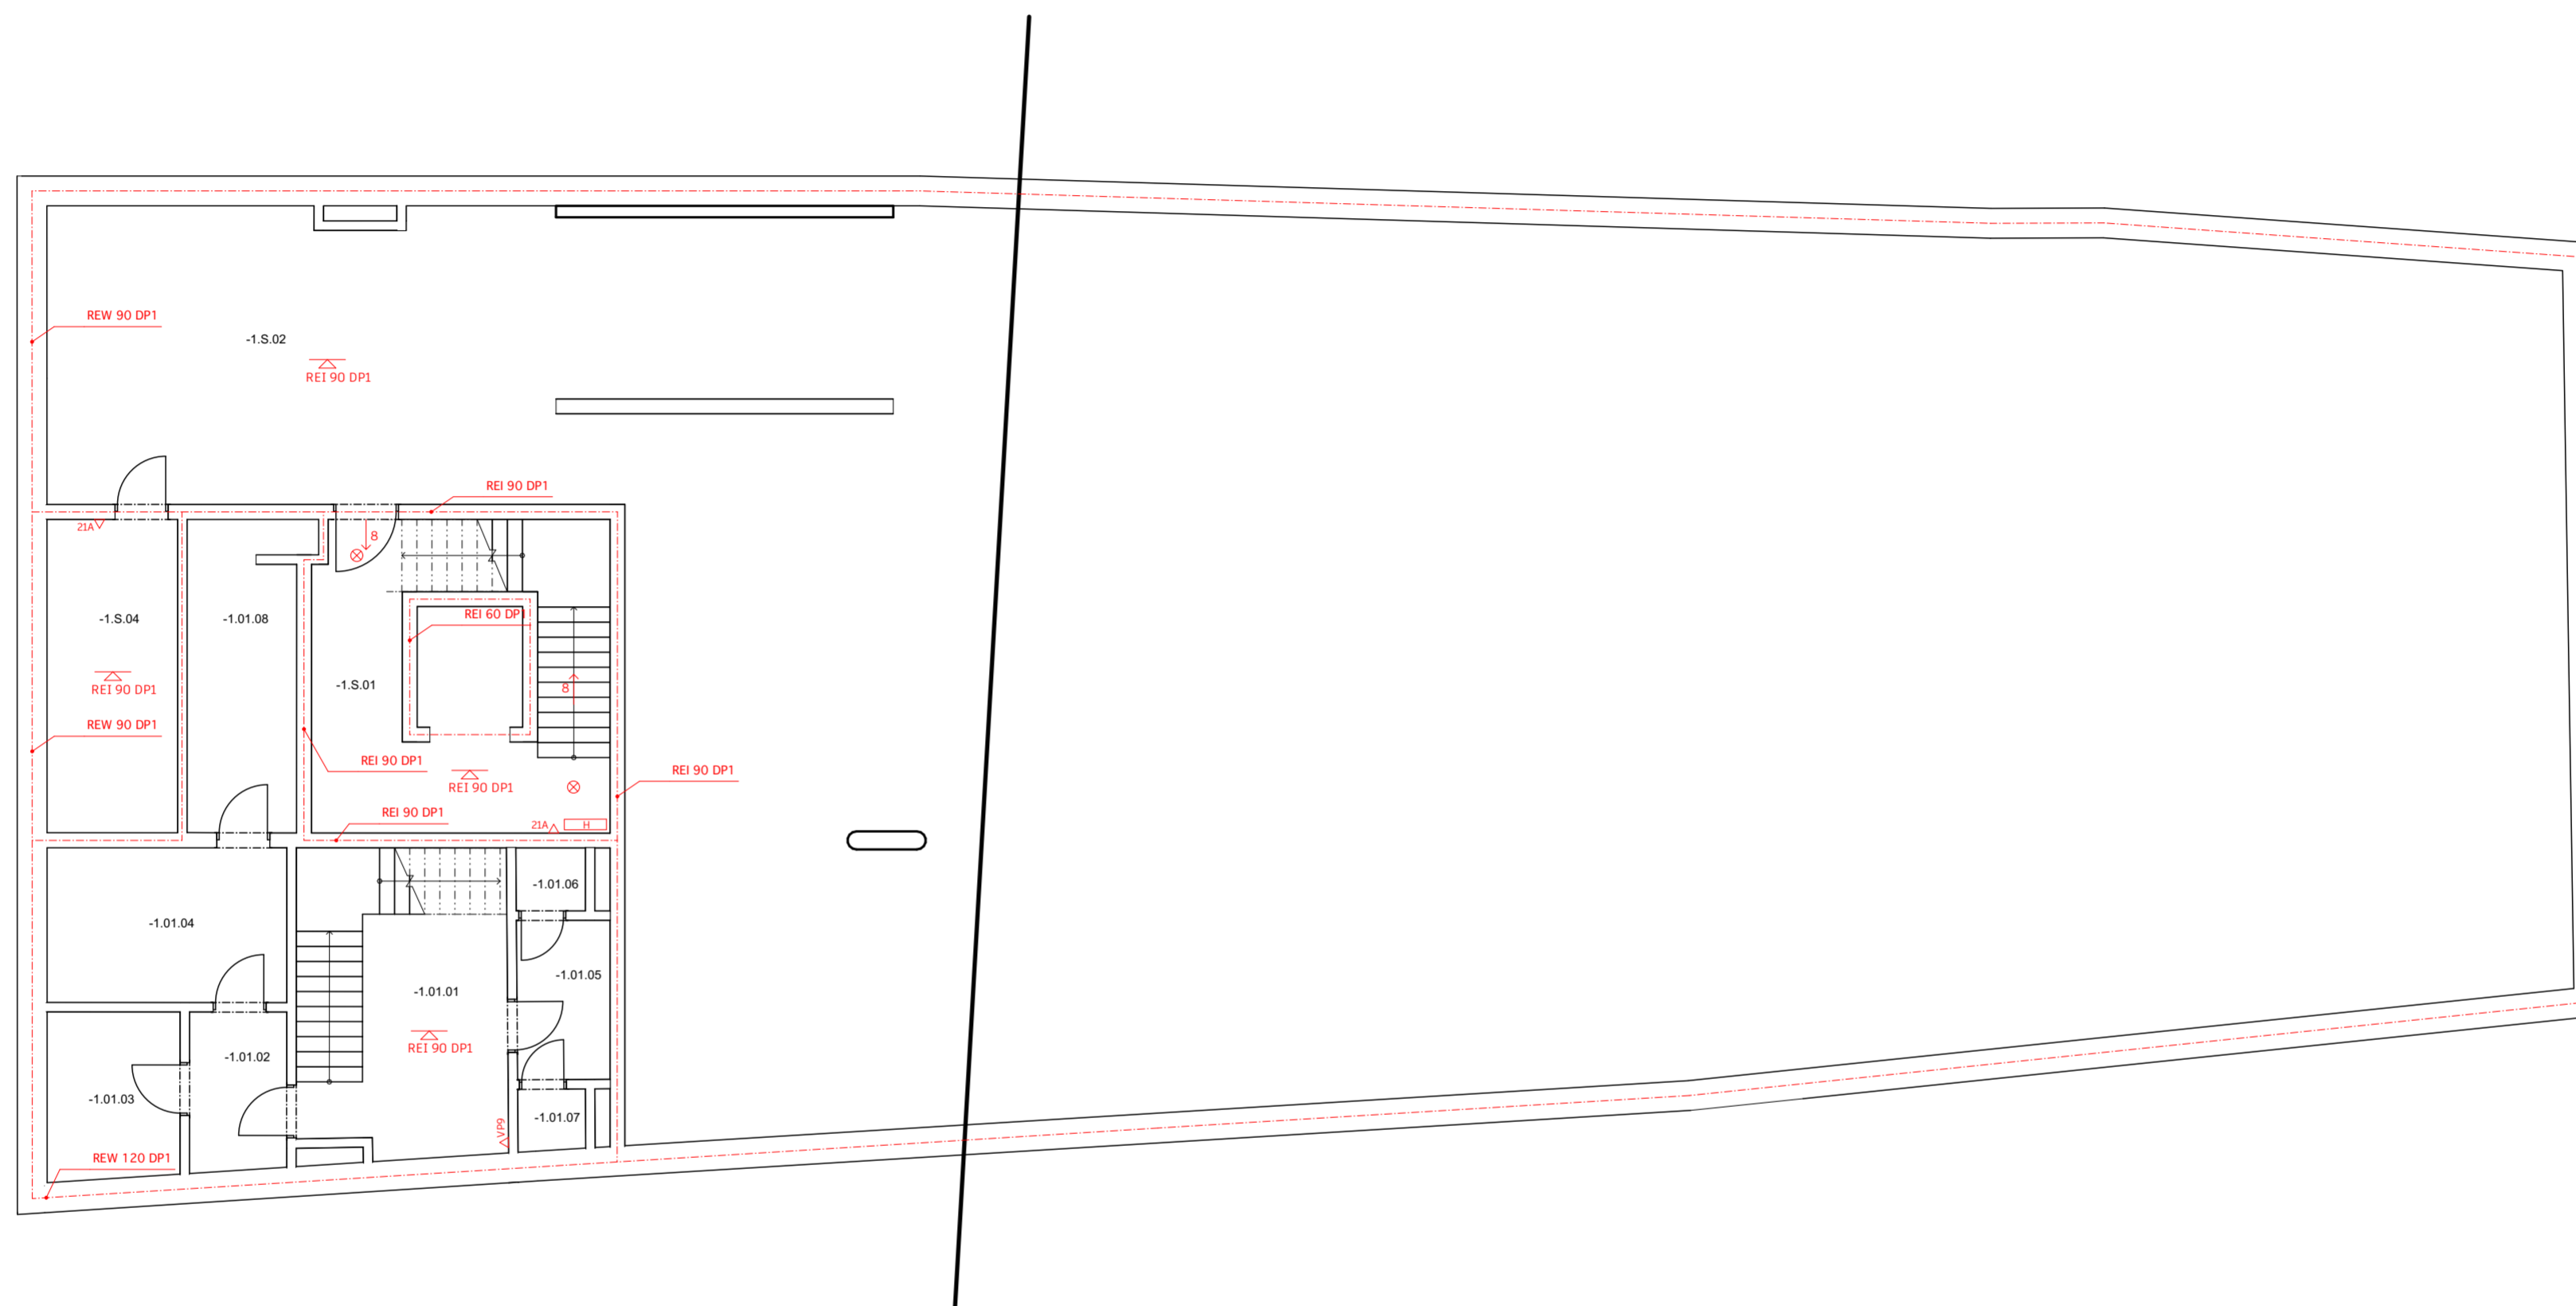 REW 90 DP1
-1.S.02
REI 90 DP1
REI 90 DP1
21A
8
-1.S.04
-1.01.08
REI 60 DP1
-1.S.01
8
REI 90 DP1
REW 90 DP1
REI 90 DP1
REI 90 DP1
REI 90 DP1
REI 90 DP1
21A
H
-1.01.06
-1.01.04
-1.01.05
-1.01.01
REI 90 DP1
-1.01.02
-1.01.03
-1.01.07
VP9
REW 120 DP1